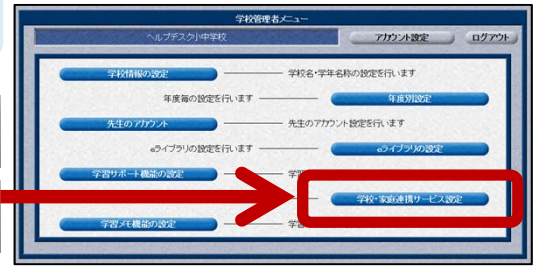 学校管理者メニュー
ヘルプデスク小中学校 アカウント設定 ログアウト
学校情報の設定 学校名・学年名称の設定を行います
年度毎の設定を行います 年度別設定
先生のアカウント 先生のアカウント設定を行います
eライブラリの設定を行います eライブラリの設定
学習サポート機能の設定 学習
学校・家庭連携サービス設定
学習メモ機能の設定 学習